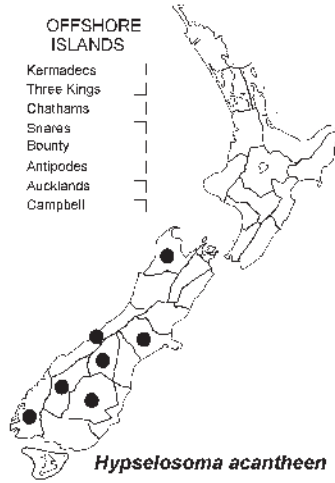 OFFSHORE
ISLANDS
Kermadecs
Three Kings
Chathams
Snares
Bounty
Antipodes
Aucklands
Campbell
Hypselosoma acantheen